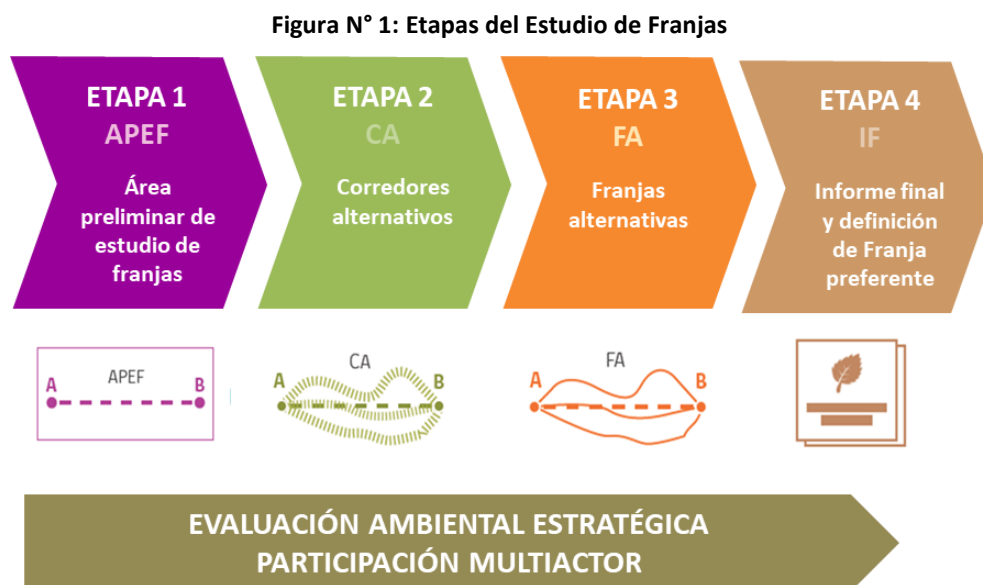 Figura N° 1: Etapas del Estudio de Franjas
ETAPA 1
APEF
Área
preliminar de
estudio de
franjas
ETAPA 2
CA
Corredores
alternativos
ETAPA 3
FA
Franjas
alternativas
ETAPA 4
IF
Informe final
y definición
de Franja
preferente
A APEF B
A CA B
A FA B
EVALUACIÓN AMBIENTAL ESTRATÉGICA
PARTICIPACIÓN MULTIACTOR